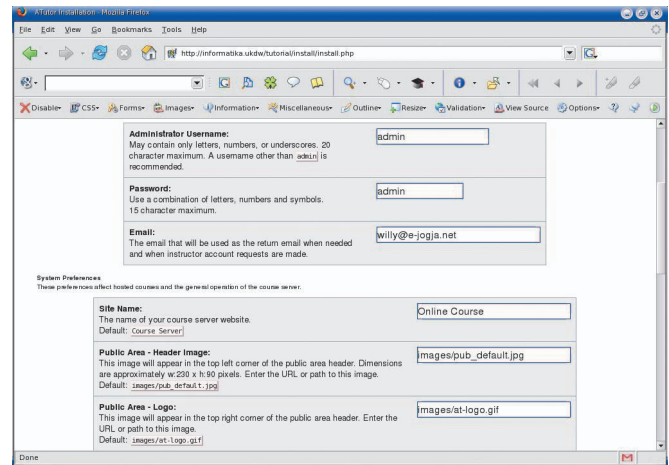 ATutor Installation - Mozilla Firefox
File Edit View Go Bookmarks Tools Help
http://informatika.ukdw/tutorial/install/install.php
Disable CSS Forms Images Information Miscellaneous Outline Resize Validation View Source Options
Administrator Username:
May contain only letters, numbers, or underscores. 20
character maximum. A username other than admin is
recommended.
admin
Password:
Use a combination of letters, numbers and symbols.
15 character maximum.
admin
Email:
The email that will be used as the return email when needed
and when instructor account requests are made.
willy@e-jogja.net
System Preferences
These preferences affect hosted courses and the general operation of the course server.
Site Name:
The name of your course server website.
Default: Course Server
Online Course
Public Area - Header Image:
This image will appear in the top left corner of the public area header. Dimensions
are approximately w:230 x h:90 pixels. Enter the URL or path to this image.
Default: images/pub_default.jpg
images/pub_default.jpg
Public Area - Logo:
This image will appear in the top right corner of the public area header. Enter the
URL or path to this image.
Default: images/at-logo.gif
images/at-logo.gif
Done